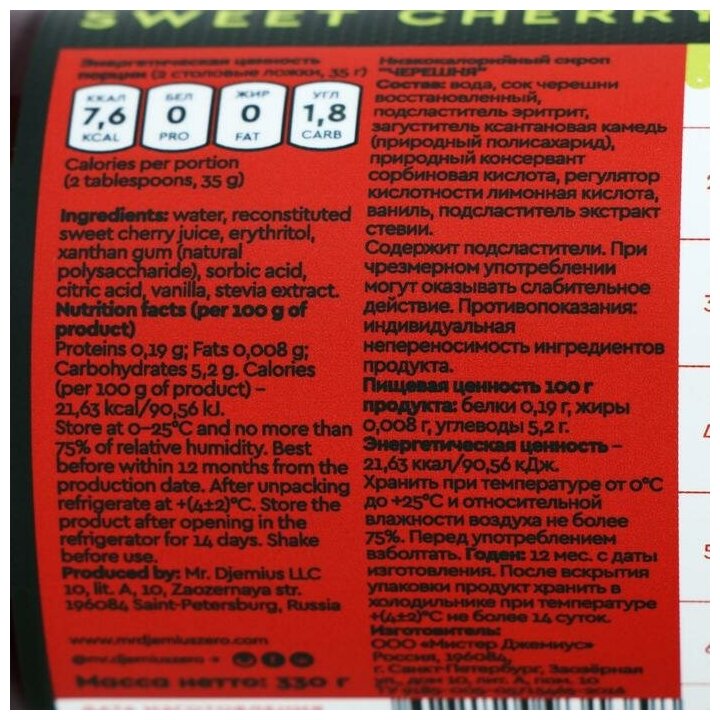 SWEET CHERRY
Энергетическая ценность
порции (2 столовые ложки, 35 г)
ККАЛ БЕЛ ЖИР УГЛ
7,6 0 0 1,8
KCAL PRO FAT CARB
Calories per portion
(2 tablespoons, 35 g)
Ingredients: water, reconstituted
sweet cherry juice, erythritol,
xanthan gum (natural
polysaccharide), sorbic acid,
citric acid, vanilla, stevia extract.
Nutrition facts (per 100 g of
product)
Proteins 0,19 g; Fats 0,008 g;
Carbohydrates 5,2 g. Calories
(per 100 g of product) –
21,63 kcal/90,56 kJ.
Store at 0–25°C and no more than
75% of relative humidity. Best
before within 12 months from the
production date. After unpacking
refrigerate at +(4±2)°C. Store the
product after opening in the
refrigerator for 14 days. Shake
before use.
Produced by: Mr. Djemius LLC
10, lit. A, 10, Zaozernaya str.
196084 Saint-Petersburg, Russia
www.mrdjemiuszero.com
@mr.djemiuszero +
Масса нетто: 330 г
Низкокалорийный сироп
"ЧЕРЕШНЯ"
Состав: вода, сок черешни
восстановленный,
подсластитель эритрит,
загуститель ксантановая камедь
(природный полисахарид),
природный консервант
сорбиновая кислота, регулятор
кислотности лимонная кислота,
ваниль, подсластитель экстракт
стевии.
Содержит подсластители. При
чрезмерном употреблении
могут оказывать слабительное
действие. Противопоказания:
индивидуальная
непереносимость ингредиентов
продукта.
Пищевая ценность 100 г
продукта: белки 0,19 г, жиры
0,008 г, углеводы 5,2 г.
Энергетическая ценность –
21,63 ккал/90,56 кДж.
Хранить при температуре от 0°C
до +25°C и относительной
влажности воздуха не более
75%. Перед употреблением
взболтать. Годен: 12 мес. с даты
изготовления. После вскрытия
упаковки продукт хранить в
холодильнике при температуре
+(4±2)°C не более 14 суток.
Изготовитель:
ООО «Мистер Джемиус»
Россия, 196084,
г. Санкт-Петербург, Заозёрная
ул., дом 10, лит. А, пом. 10